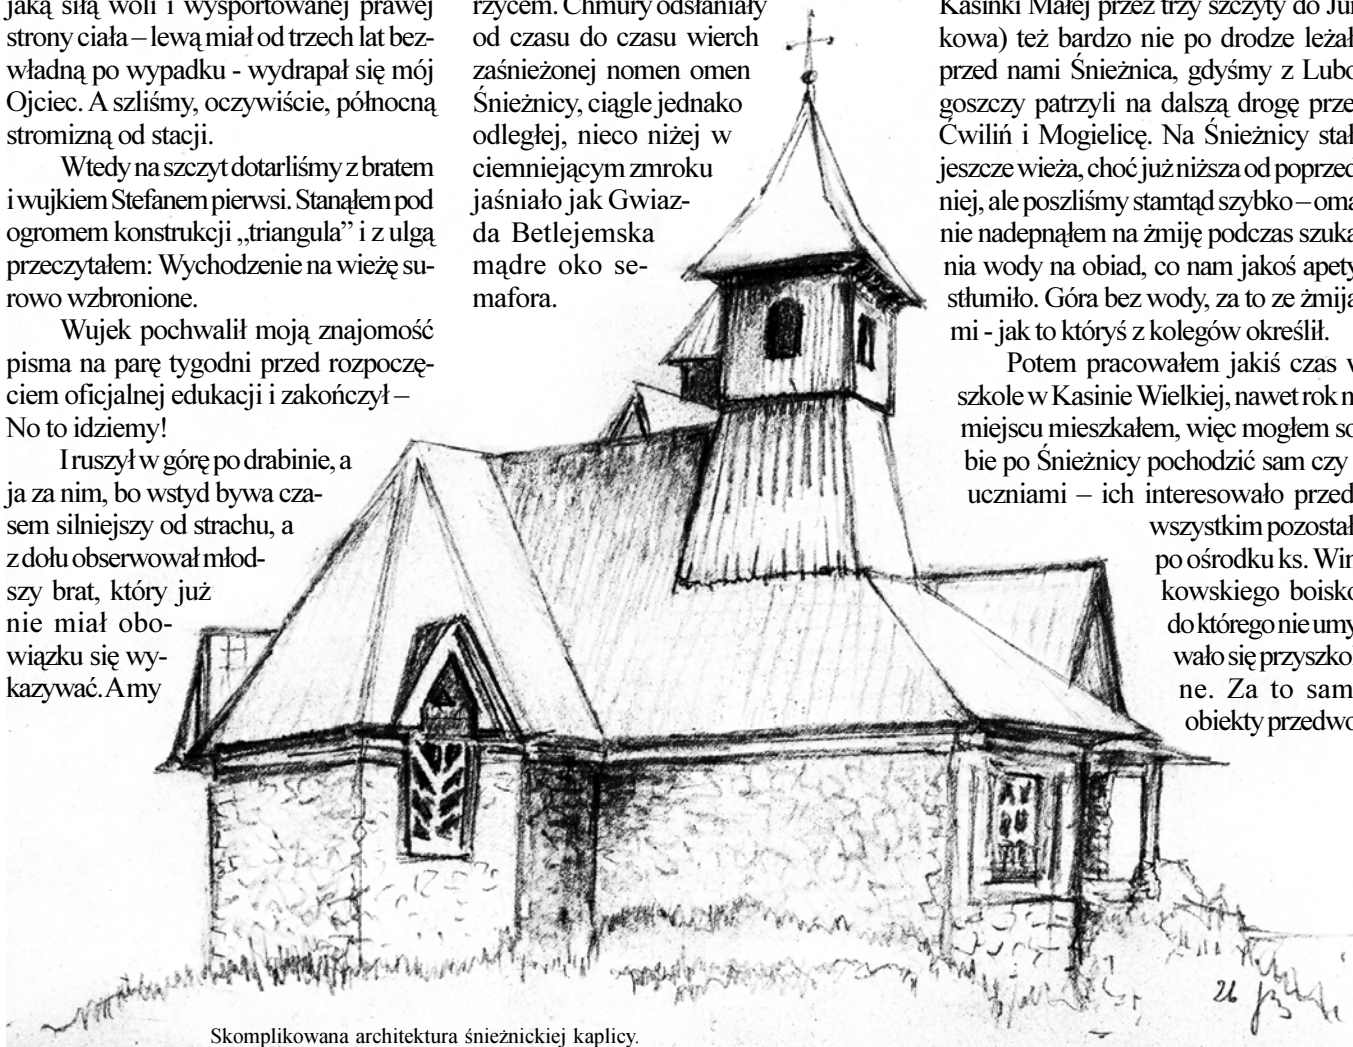 jaką siłą woli i wysportowanej prawej
strony ciała – lewą miał od trzech lat bez-
władną po wypadku - wydrapał się mój
Ojciec. A szliśmy, oczywiście, północną
stromizną od stacji.
Wtedy na szczyt dotarliśmy z bratem
i wujkiem Stefanem pierwsi. Stanąłem pod
ogromem konstrukcji „triangula” i z ulgą
przeczytałem: Wychodzenie na wieżę su-
rowo wzbronione.
Wujek pochwalił moją znajomość
pisma na parę tygodni przed rozpoczę-
ciem oficjalnej edukacji i zakończył –
No to idziemy!
I ruszył w górę po drabinie, a
ja za nim, bo wstyd bywa cza-
sem silniejszy od strachu, a
z dołu obserwował młod-
szy brat, który już
nie miał obo-
wiązku się wy-
kazywać. A my
rzycem. Chmury odsłaniały
od czasu do czasu wierch
zaśnieżonej nomen omen
Śnieżnicy, ciągle jednako
odległej, nieco niżej w
ciemniejącym zmroku
jaśniało jak Gwiaz-
da Betlejemska
mądre oko se-
mafora.
Kasinki Małej przez trzy szczyty do Jur
kowa) też bardzo nie po drodze leżał
przed nami Śnieżnica, gdyśmy z Lubo
goszczy patrzyli na dalszą drogę prze
Ćwiliń i Mogielicę. Na Śnieżnicy stał
jeszcze wieża, choć już niższa od poprzed
niej, ale poszliśmy stamtąd szybko – oma
nie nadepnąłem na żmiję podczas szuka
nia wody na obiad, co nam jakoś apety
stłumiło. Góra bez wody, za to ze żmija
mi - jak to któryś z kolegów określił.
Potem pracowałem jakiś czas w
szkole w Kasinie Wielkiej, nawet rok n
miejscu mieszkałem, więc mogłem so
bie po Śnieżnicy pochodzić sam czy
uczniami – ich interesowało przed
wszystkim pozostał
po ośrodku ks. Win
kowskiego boisko
do którego nie umy
wało się przyszkol
ne. Za to sam
obiekty przedwo
26
Skomplikowana architektura śnieżnickiej kaplicy.